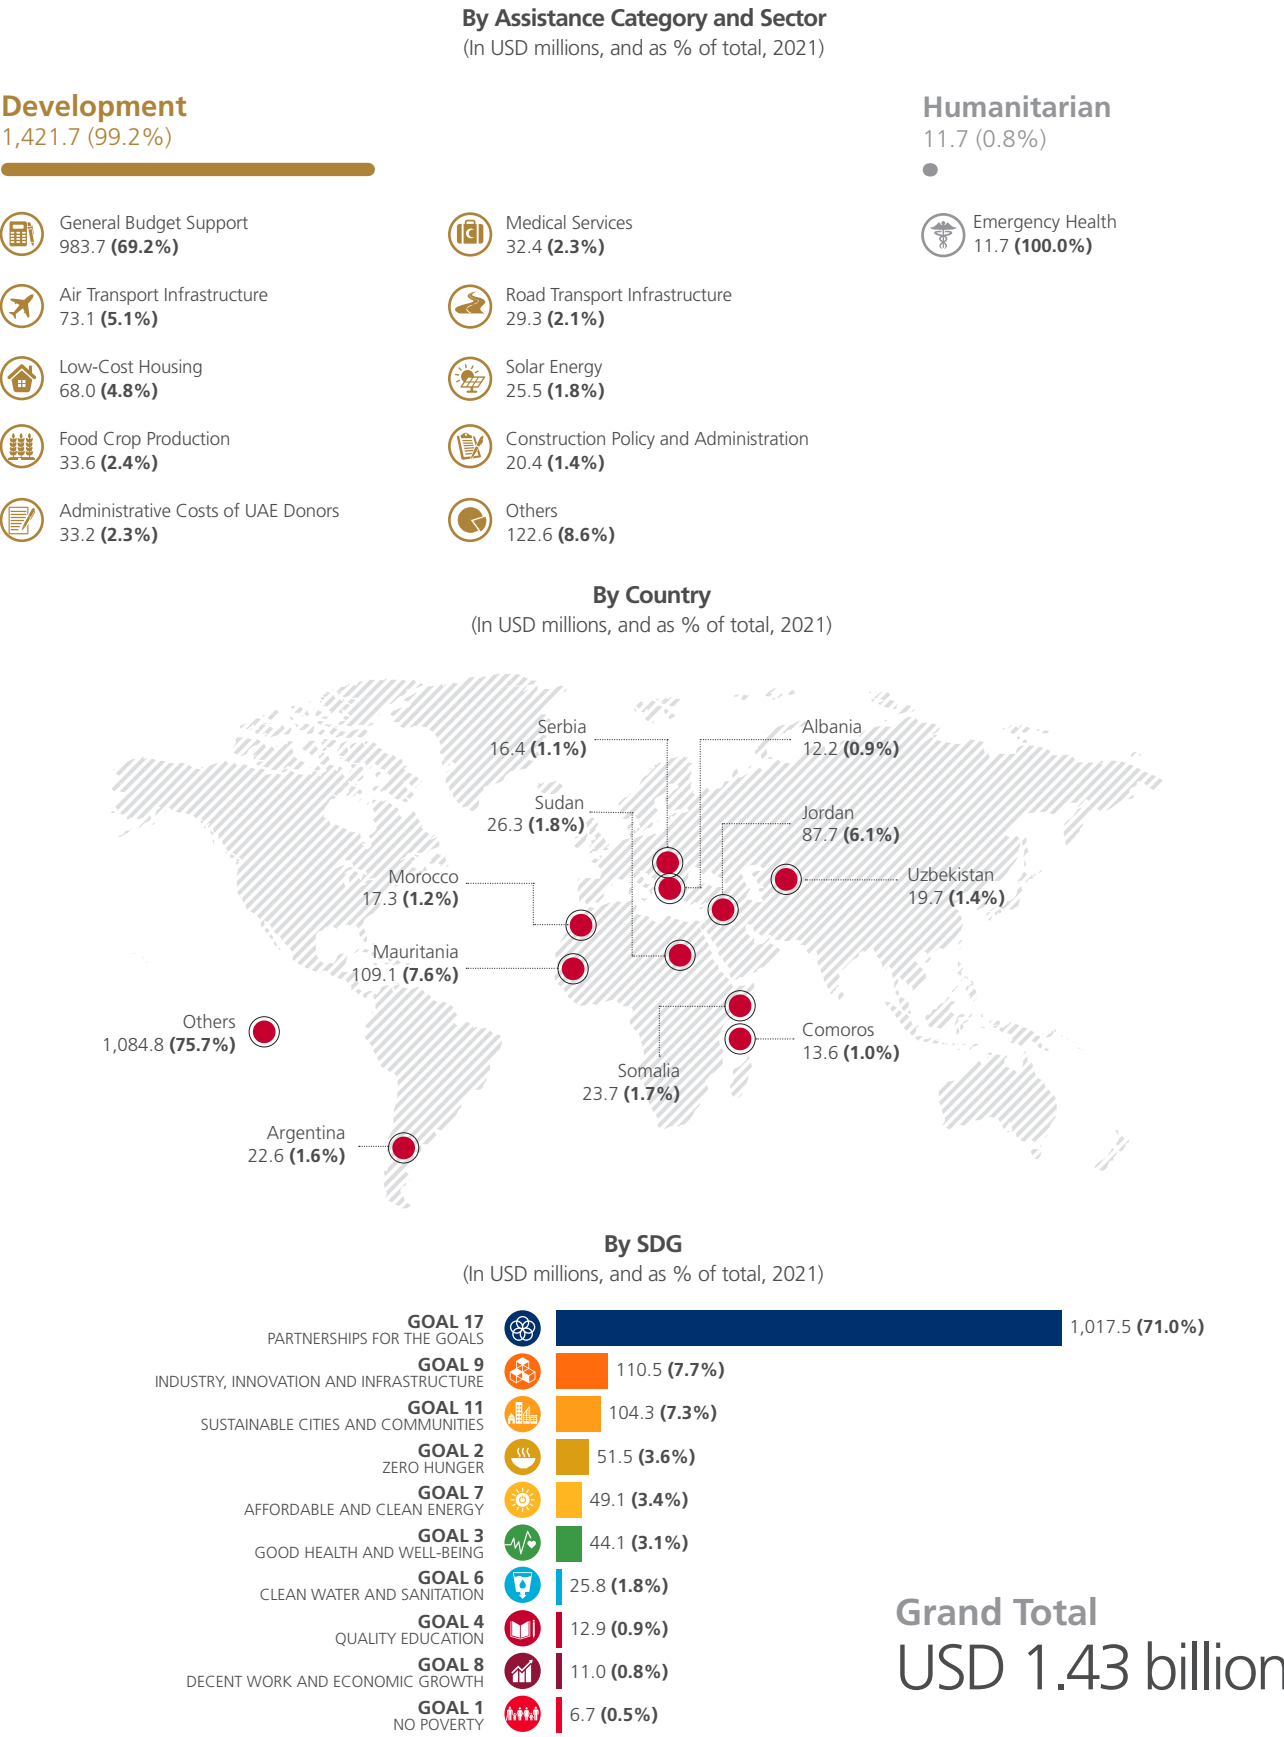 By Assistance Category and Sector
(In USD millions, and as % of total, 2021)
Development
1,421.7 (99.2%)
Humanitarian
11.7 (0.8%)
General Budget Support
983.7 (69.2%)
Air Transport Infrastructure
73.1 (5.1%)
Low-Cost Housing
68.0 (4.8%)
Food Crop Production
33.6 (2.4%)
Administrative Costs of UAE Donors
33.2 (2.3%)
Medical Services
32.4 (2.3%)
Road Transport Infrastructure
29.3 (2.1%)
Solar Energy
25.5 (1.8%)
Construction Policy and Administration
20.4 (1.4%)
Others
122.6 (8.6%)
Emergency Health
11.7 (100.0%)
By Country
(In USD millions, and as % of total, 2021)
Serbia
16.4 (1.1%)
Albania
12.2 (0.9%)
Sudan
26.3 (1.8%)
Jordan
87.7 (6.1%)
Morocco
17.3 (1.2%)
Uzbekistan
19.7 (1.4%)
Mauritania
109.1 (7.6%)
Others
1,084.8 (75.7%)
Comoros
13.6 (1.0%)
Somalia
23.7 (1.7%)
Argentina
22.6 (1.6%)
By SDG
(In USD millions, and as % of total, 2021)
GOAL 17
PARTNERSHIPS FOR THE GOALS
1,017.5 (71.0%)
GOAL 9
INDUSTRY, INNOVATION AND INFRASTRUCTURE
110.5 (7.7%)
GOAL 11
SUSTAINABLE CITIES AND COMMUNITIES
104.3 (7.3%)
GOAL 2
ZERO HUNGER
51.5 (3.6%)
GOAL 7
AFFORDABLE AND CLEAN ENERGY
49.1 (3.4%)
GOAL 3
GOOD HEALTH AND WELL-BEING
44.1 (3.1%)
GOAL 6
CLEAN WATER AND SANITATION
25.8 (1.8%)
GOAL 4
QUALITY EDUCATION
12.9 (0.9%)
GOAL 8
DECENT WORK AND ECONOMIC GROWTH
11.0 (0.8%)
GOAL 1
NO POVERTY
6.7 (0.5%)
Grand Total
USD 1.43 billion